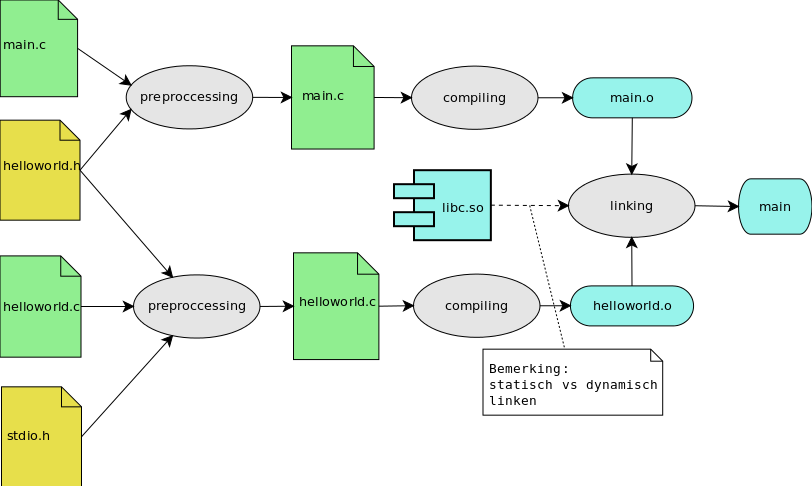 main.c
preproccessing
main.c
compiling
main.o
helloworld.h
libc.so
linking
main
helloworld.c
preproccessing
helloworld.c
compiling
helloworld.o
Bemerking:
statisch vs dynamisch
linken
stdio.h